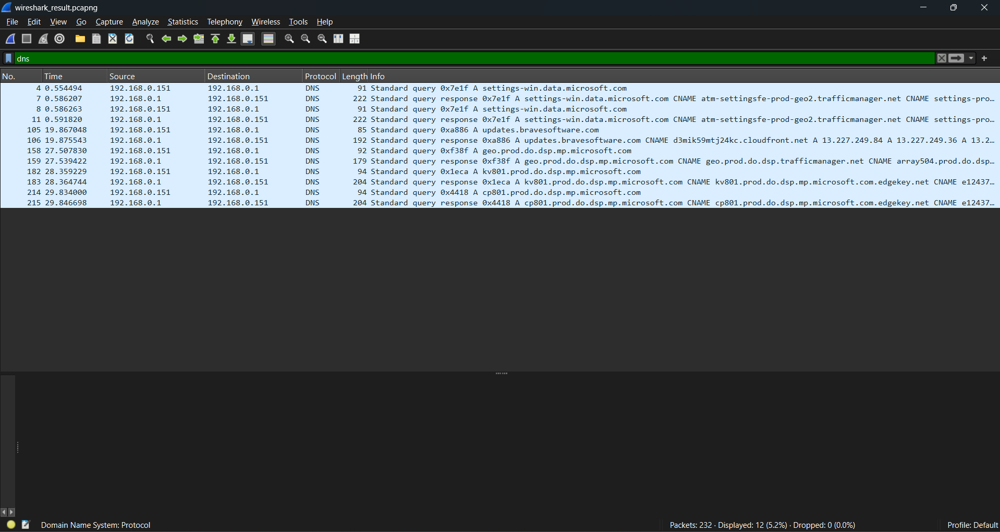 wireshark_result.pcapng
File Edit View Go Capture Analyze Statistics Telephony Wireless Tools Help
dns
No. Time Source Destination Protocol Length Info
4 0.554494 192.168.0.151 192.168.0.1 DNS 91 Standard query 0x7e1f A settings-win.data.microsoft.com
7 0.586207 192.168.0.1 192.168.0.151 DNS 222 Standard query response 0x7e1f A settings-win.data.microsoft.com CNAME atm-settingsfe-prod-geo2.trafficmanager.net CNAME settings-pro…
8 0.586263 192.168.0.151 192.168.0.1 DNS 91 Standard query 0x7e1f A settings-win.data.microsoft.com
11 0.591820 192.168.0.1 192.168.0.151 DNS 222 Standard query response 0x7e1f A settings-win.data.microsoft.com CNAME atm-settingsfe-prod-geo2.trafficmanager.net CNAME settings-pro…
105 19.867048 192.168.0.151 192.168.0.1 DNS 85 Standard query 0xa886 A updates.bravesoftware.com
106 19.875543 192.168.0.1 192.168.0.151 DNS 192 Standard query response 0xa886 A updates.bravesoftware.com CNAME d3mik59mtj24kc.cloudfront.net A 13.227.249.84 A 13.227.249.36 A 13.2…
158 27.507830 192.168.0.151 192.168.0.1 DNS 92 Standard query 0xf38f A geo.prod.do.dsp.mp.microsoft.com
159 27.539422 192.168.0.1 192.168.0.151 DNS 179 Standard query response 0xf38f A geo.prod.do.dsp.mp.microsoft.com CNAME geo.prod.do.dsp.trafficmanager.net CNAME array504.prod.do.dsp…
182 28.359229 192.168.0.151 192.168.0.1 DNS 94 Standard query 0x1eca A kv801.prod.do.dsp.mp.microsoft.com
183 28.364744 192.168.0.1 192.168.0.151 DNS 204 Standard query response 0x1eca A kv801.prod.do.dsp.mp.microsoft.com CNAME kv801.prod.do.dsp.mp.microsoft.com.edgekey.net CNAME e12437…
214 29.834000 192.168.0.151 192.168.0.1 DNS 94 Standard query 0x4418 A cp801.prod.do.dsp.mp.microsoft.com
215 29.846698 192.168.0.1 192.168.0.151 DNS 204 Standard query response 0x4418 A cp801.prod.do.dsp.mp.microsoft.com CNAME cp801.prod.do.dsp.mp.microsoft.com.edgekey.net CNAME e12437…
Domain Name System: Protocol Packets: 232 · Displayed: 12 (5.2%) · Dropped: 0 (0.0%) Profile: Default